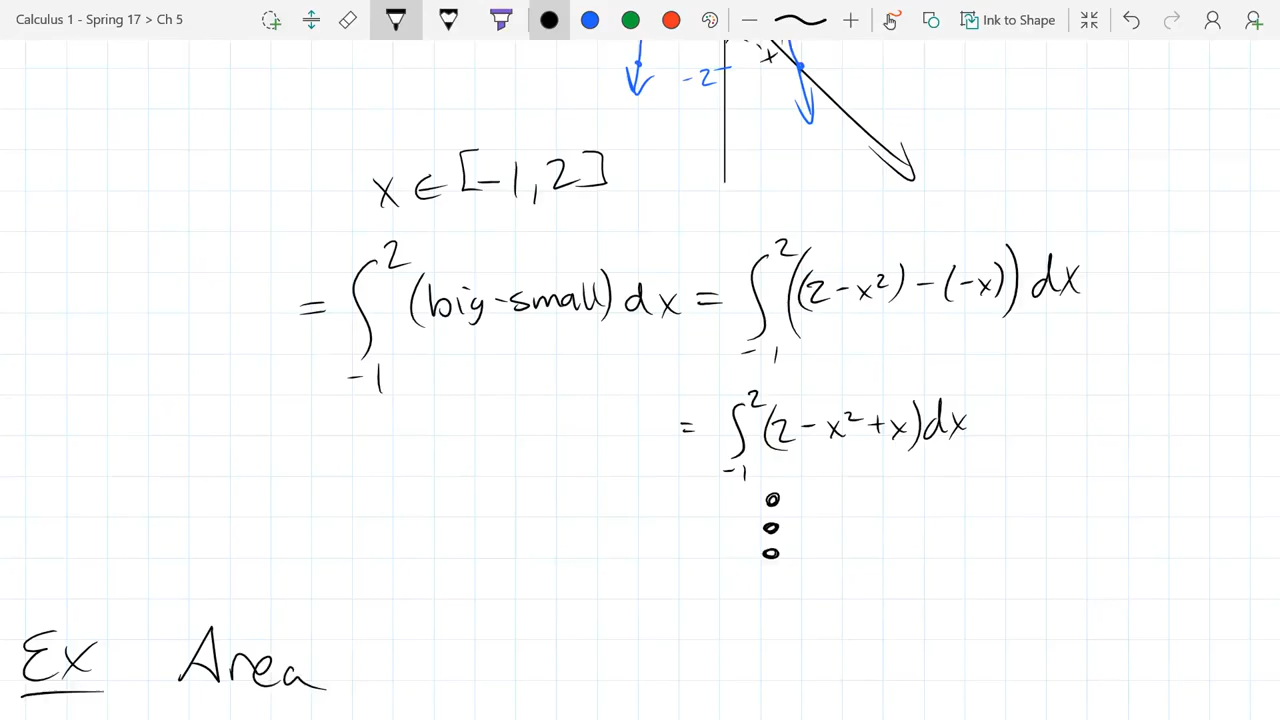 Calculus 1 - Spring 17 > Ch 5
Ink to Shape
-2
-x
x ∈ [-1, 2]
= ∫_{-1}^{2} (big-small) dx = ∫_{-1}^{2} ((2-x²) - (-x)) dx
= ∫_{-1}^{2} (2-x²+x) dx
Ex Area